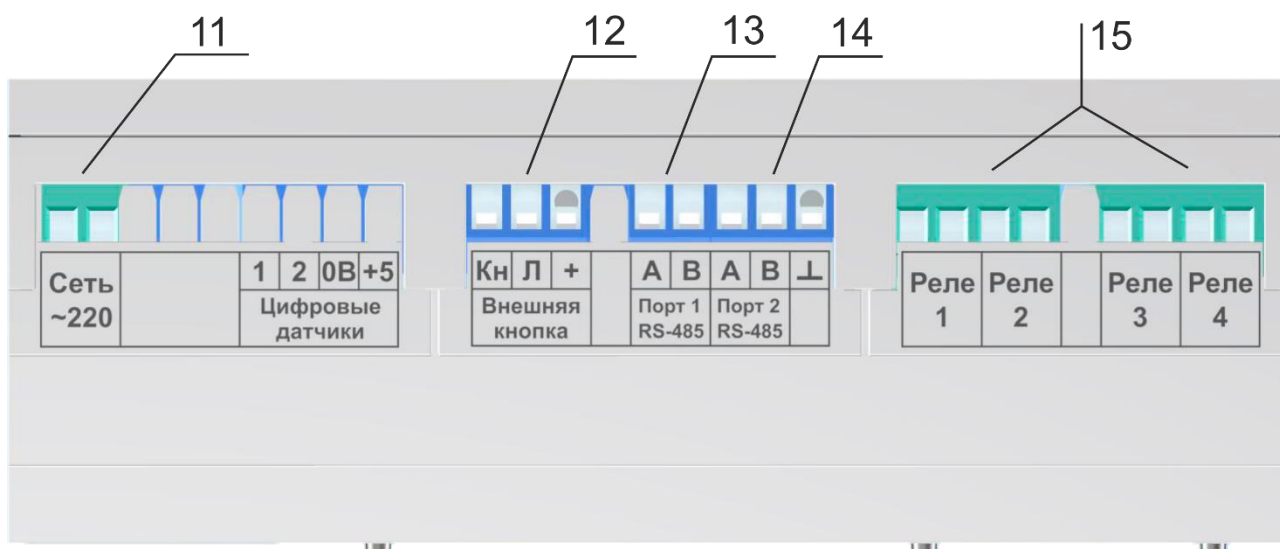 11 12 13 14 15
1 2 0В +5 Кн Л + А В А В ⊥
Сеть
~220
Цифровые
датчики
Внешняя
кнопка
Порт 1
RS-485
Порт 2
RS-485
Реле
1
Реле
2
Реле
3
Реле
4